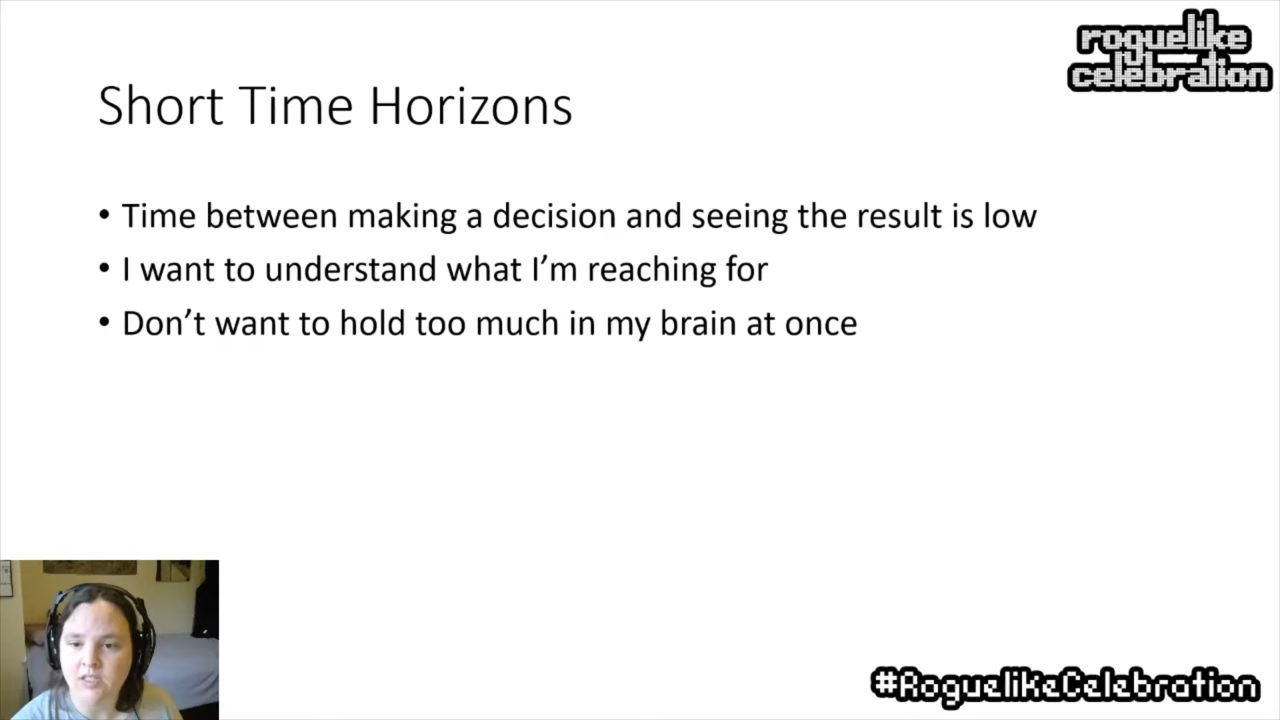 roguelike
celebration
Short Time Horizons
• Time between making a decision and seeing the result is low
• I want to understand what I’m reaching for
• Don’t want to hold too much in my brain at once
#RoguelikeCelebration